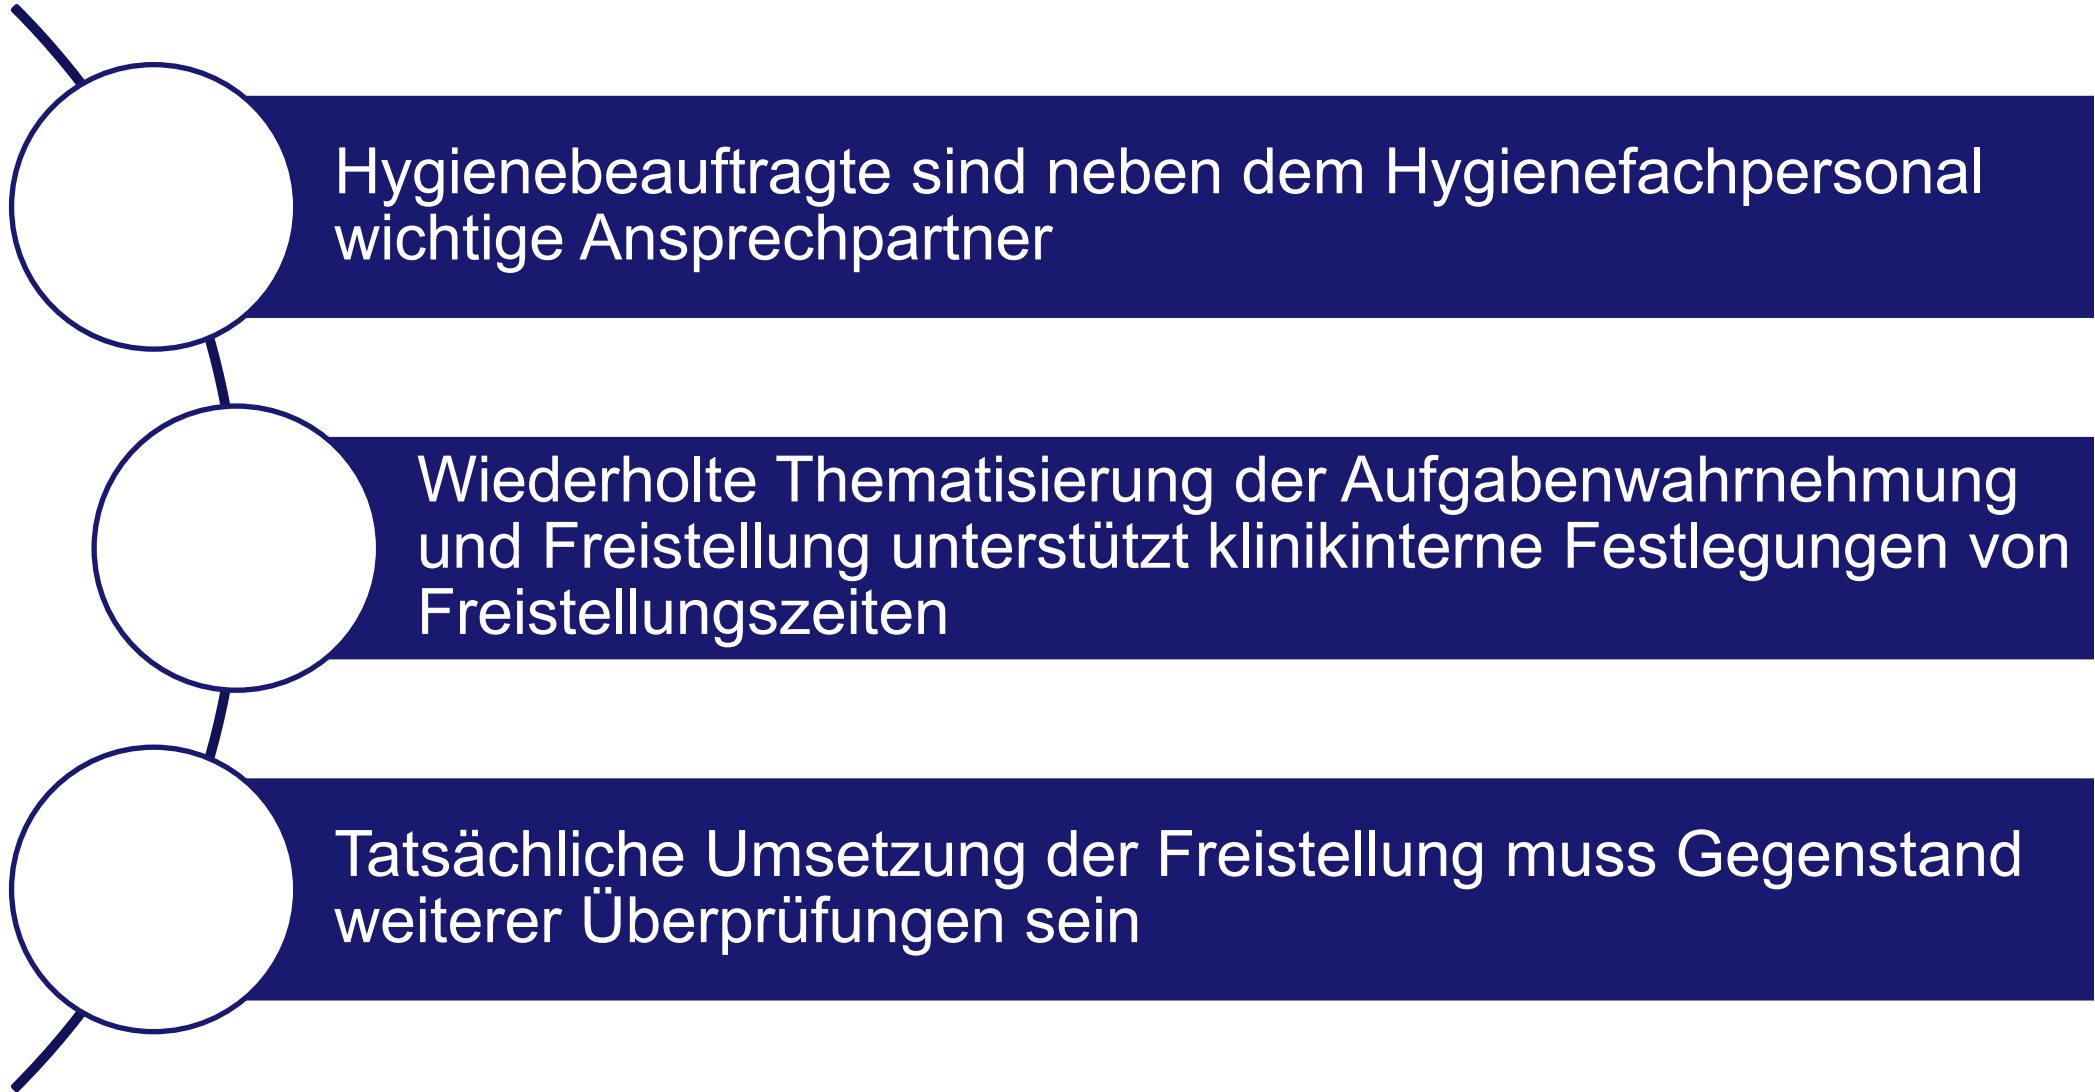 Hygienebeauftragte sind neben dem Hygienefachpersonal
wichtige Ansprechpartner
Wiederholte Thematisierung der Aufgabenwahrnehmung
und Freistellung unterstützt klinikinterne Festlegungen von
Freistellungszeiten
Tatsächliche Umsetzung der Freistellung muss Gegenstand
weiterer Überprüfungen sein